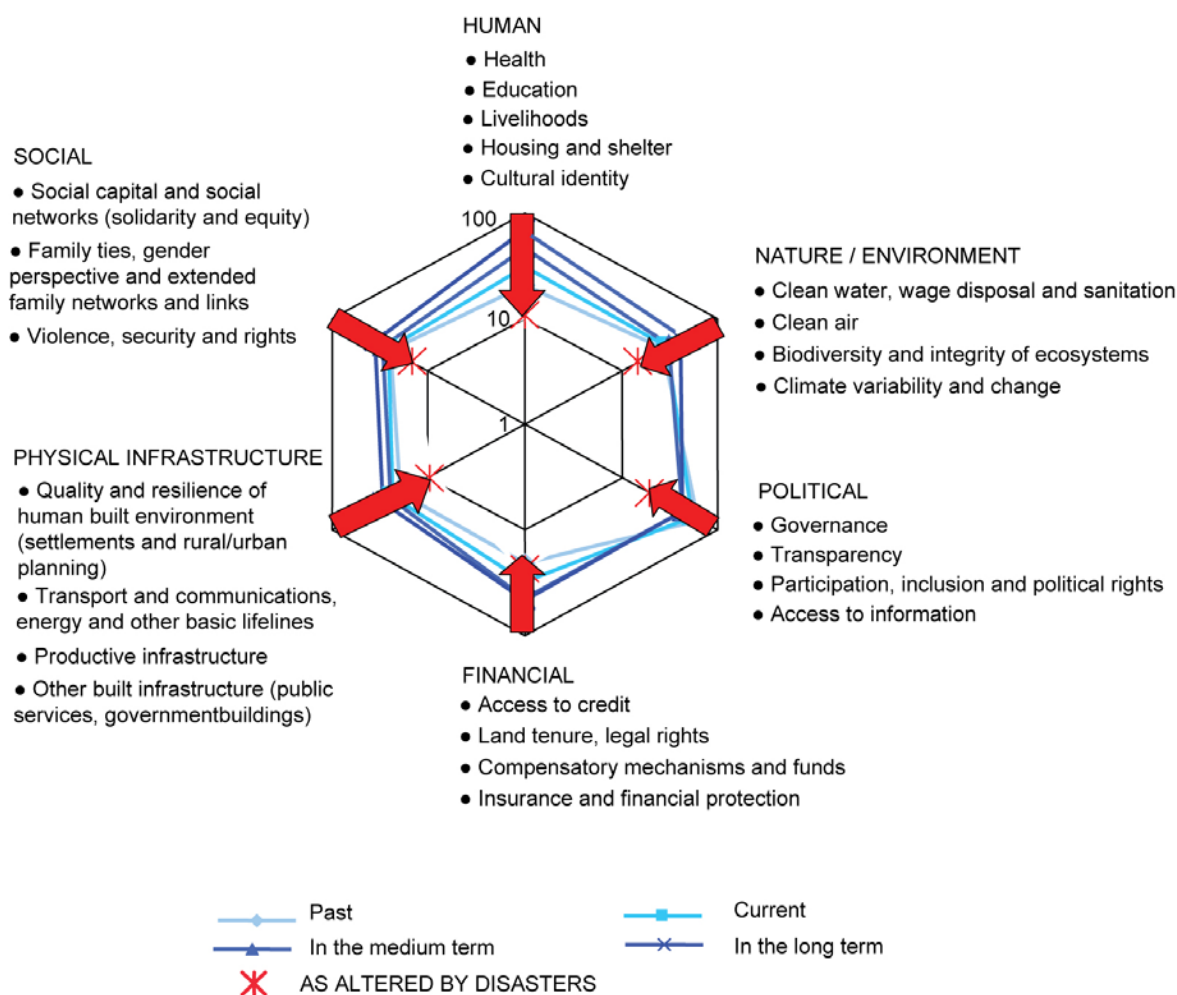 HUMAN
● Health
● Education
● Livelihoods
● Housing and shelter
● Cultural identity
SOCIAL
● Social capital and social
networks (solidarity and equity)
● Family ties, gender
perspective and extended
family networks and links
● Violence, security and rights
100
10
1
NATURE / ENVIRONMENT
● Clean water, wage disposal and sanitation
● Clean air
● Biodiversity and integrity of ecosystems
● Climate variability and change
PHYSICAL INFRASTRUCTURE
● Quality and resilience of
human built environment
(settlements and rural/urban
planning)
● Transport and communications,
energy and other basic lifelines
● Productive infrastructure
● Other built infrastructure (public
services, governmentbuildings)
POLITICAL
● Governance
● Transparency
● Participation, inclusion and political rights
● Access to information
FINANCIAL
● Access to credit
● Land tenure, legal rights
● Compensatory mechanisms and funds
● Insurance and financial protection
Past
Current
In the medium term
In the long term
AS ALTERED BY DISASTERS